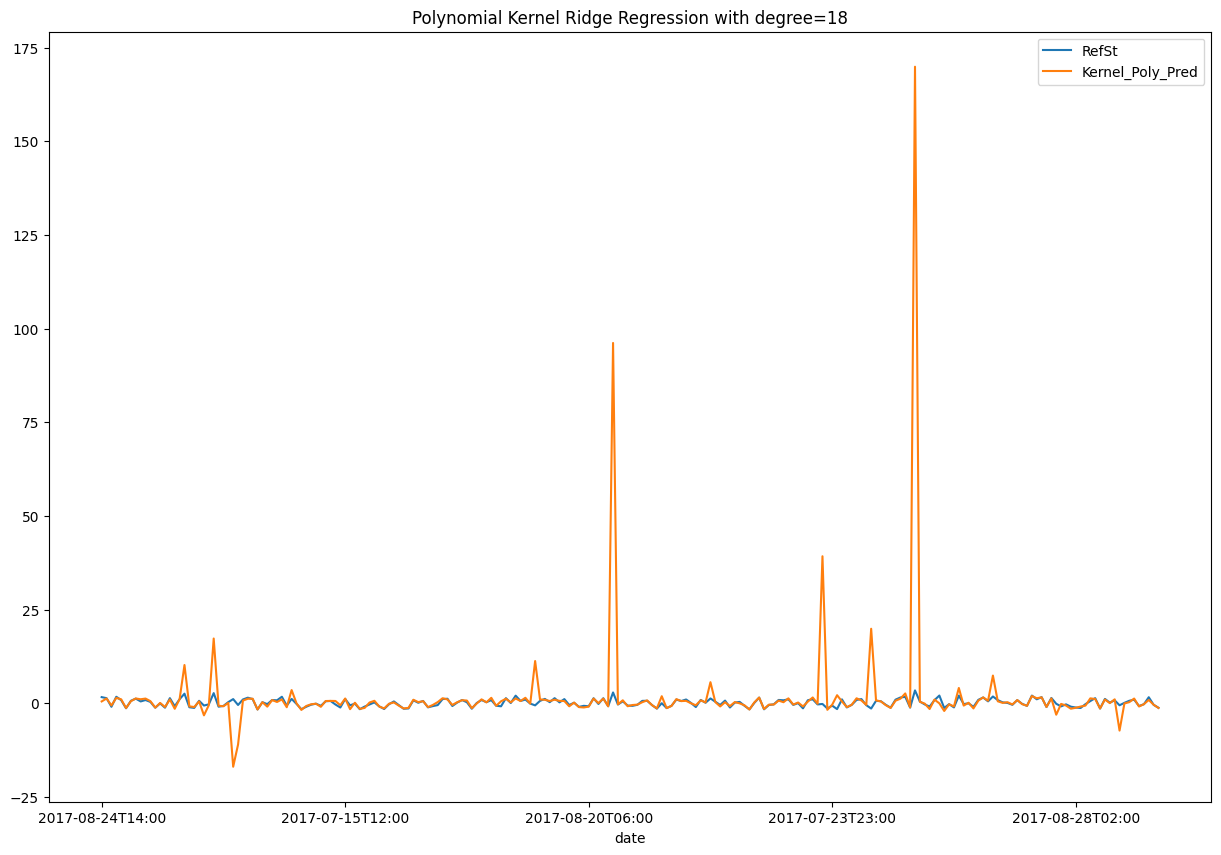 Polynomial Kernel Ridge Regression with degree=18
175
RefSt
Kernel_Poly_Pred
150
125
100
75
50
25
0
−25
2017-08-24T14:00 2017-07-15T12:00 2017-08-20T06:00 2017-07-23T23:00 2017-08-28T02:00
date